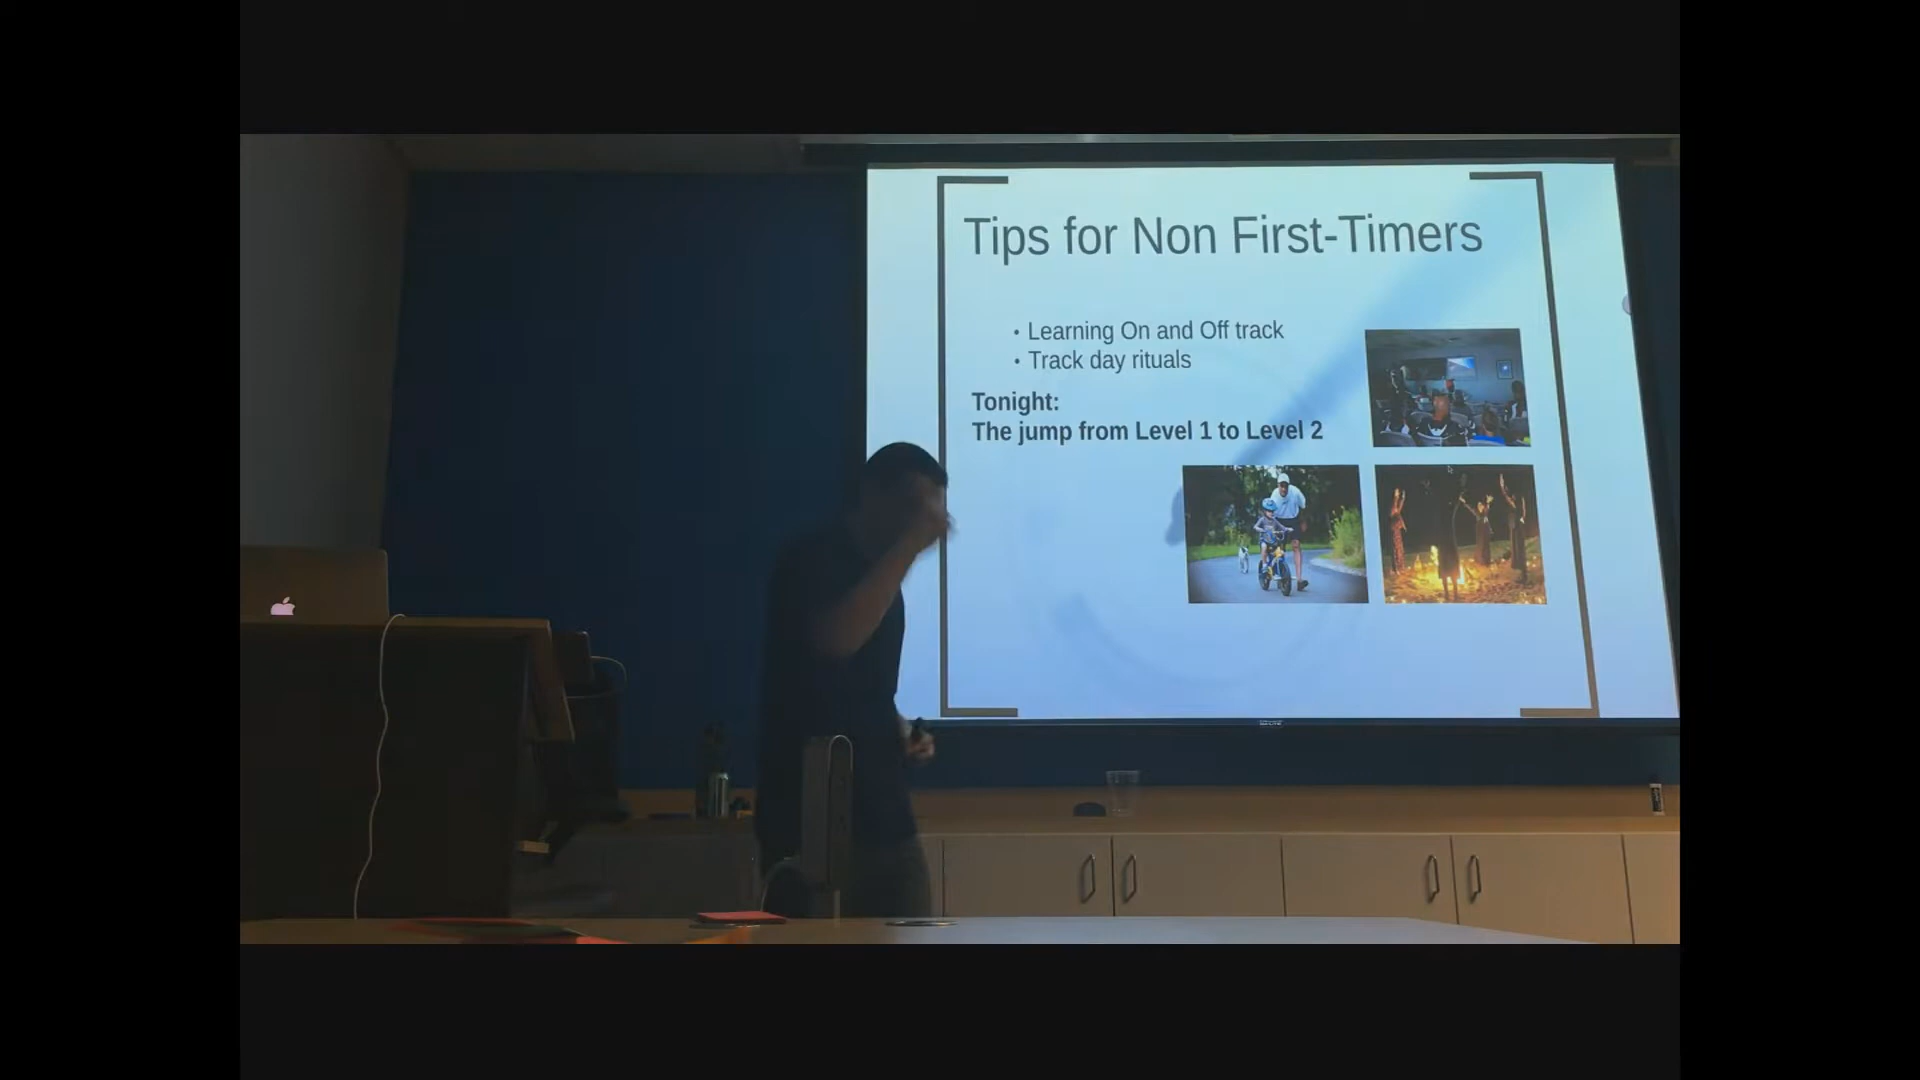 Tips for Non First-Timers
• Learning On and Off track
• Track day rituals
Tonight:
The jump from Level 1 to Level 2